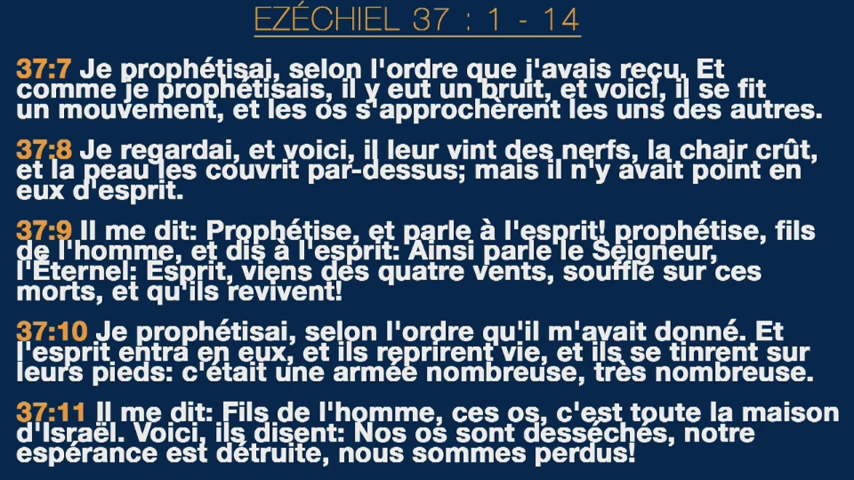 EZÉCHIEL 37 : 1 - 14
37:7 Je prophétisai, selon l'ordre que j'avais reçu. Et
comme je prophétisais, il y eut un bruit, et voici, il se fit
un mouvement, et les os s'approchèrent les uns des autres.
37:8 Je regardai, et voici, il leur vint des nerfs, la chair crût,
et la peau les couvrit par-dessus; mais il n'y avait point en
eux d'esprit.
37:9 Il me dit: Prophétise, et parle à l'esprit! prophétise, fils
de l'homme, et dis à l'esprit: Ainsi parle le Seigneur,
l'Éternel: Esprit, viens des quatre vents, souffle sur ces
morts, et qu'ils revivent!
37:10 Je prophétisai, selon l'ordre qu'il m'avait donné. Et
l'esprit entra en eux, et ils reprirent vie, et ils se tinrent sur
leurs pieds: c'était une armée nombreuse, très nombreuse.
37:11 Il me dit: Fils de l'homme, ces os, c'est toute la maison
d'Israël. Voici, ils disent: Nos os sont desséchés, notre
espérance est détruite, nous sommes perdus!